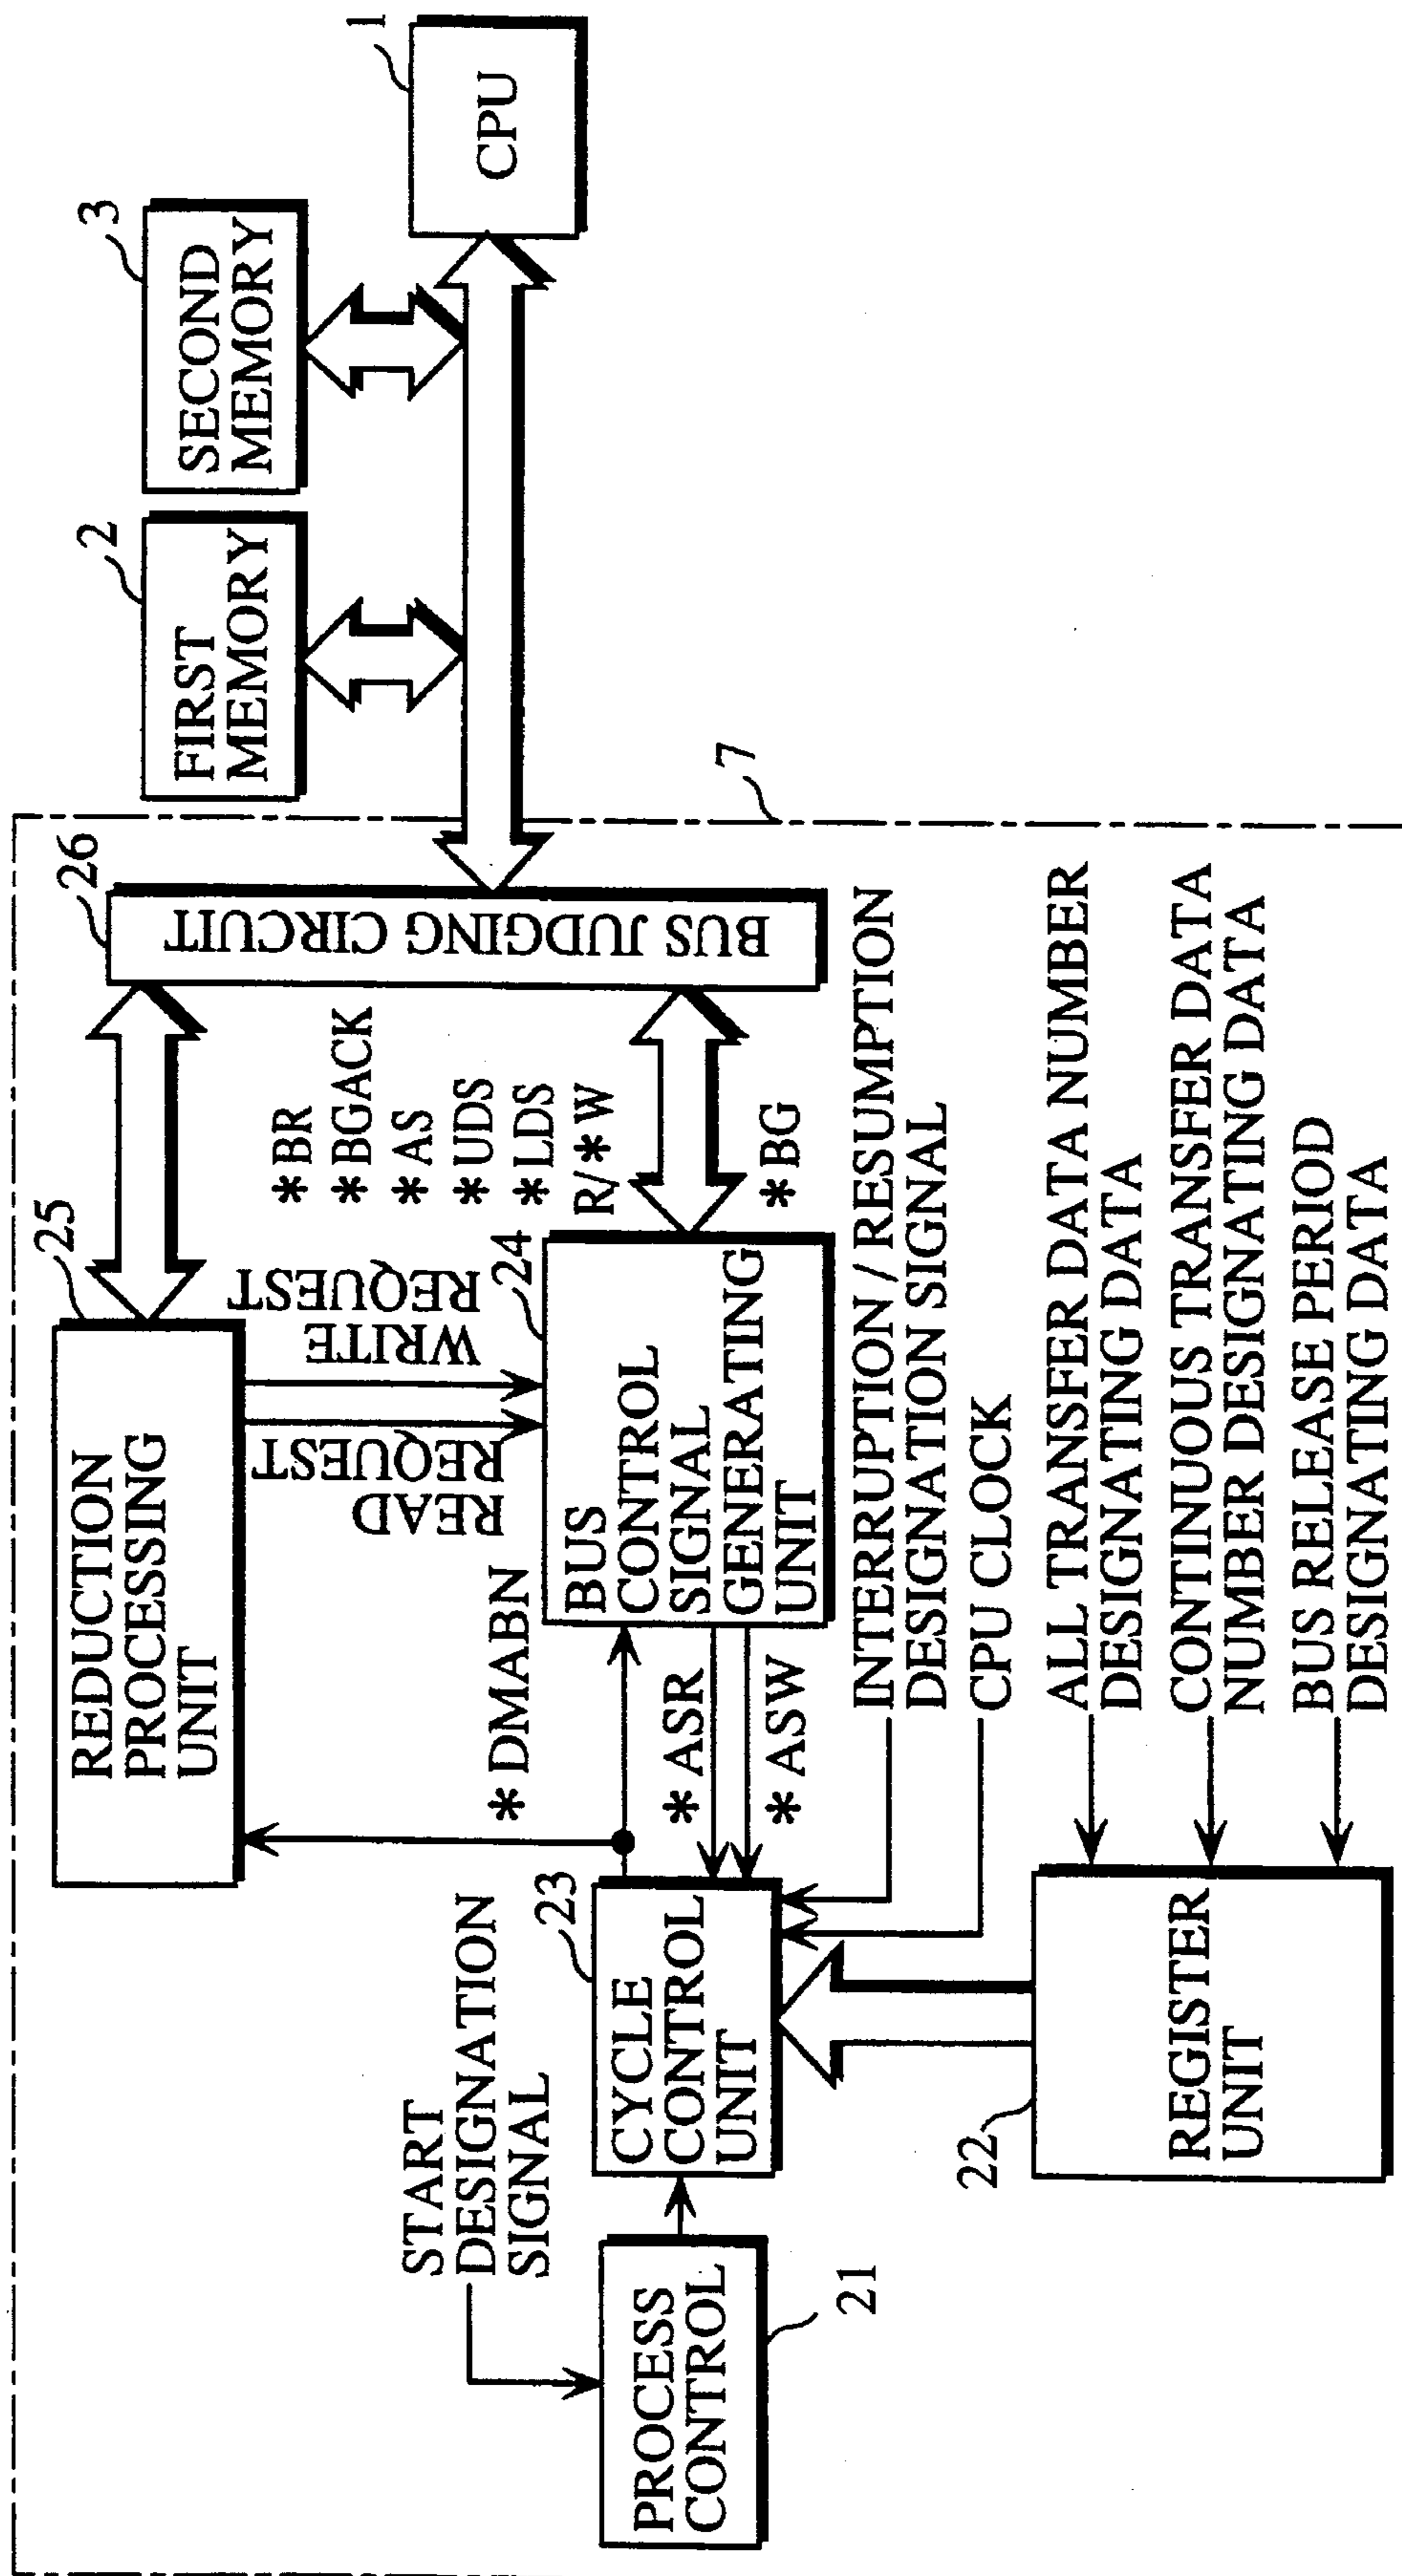 1
CPU
3
SECOND
MEMORY
2
FIRST
MEMORY
7
26
BUS JUDGING CIRCUIT
25
REDUCTION
PROCESSING
UNIT
WRITE
REQUEST
READ
REQUEST
*BR
*BGACK
*AS
*UDS
*LDS
R/*W
*BG
24
BUS
CONTROL
SIGNAL
GENERATING
UNIT
*DMABN
*ASR
*ASW
INTERRUPTION / RESUMPTION
DESIGNATION SIGNAL
CPU CLOCK
ALL TRANSFER DATA NUMBER
DESIGNATING DATA
CONTINUOUS TRANSFER DATA
NUMBER DESIGNATING DATA
BUS RELEASE PERIOD
DESIGNATING DATA
START
DESIGNATION
SIGNAL
23
CYCLE
CONTROL
UNIT
22
REGISTER
UNIT
PROCESS
CONTROL
21